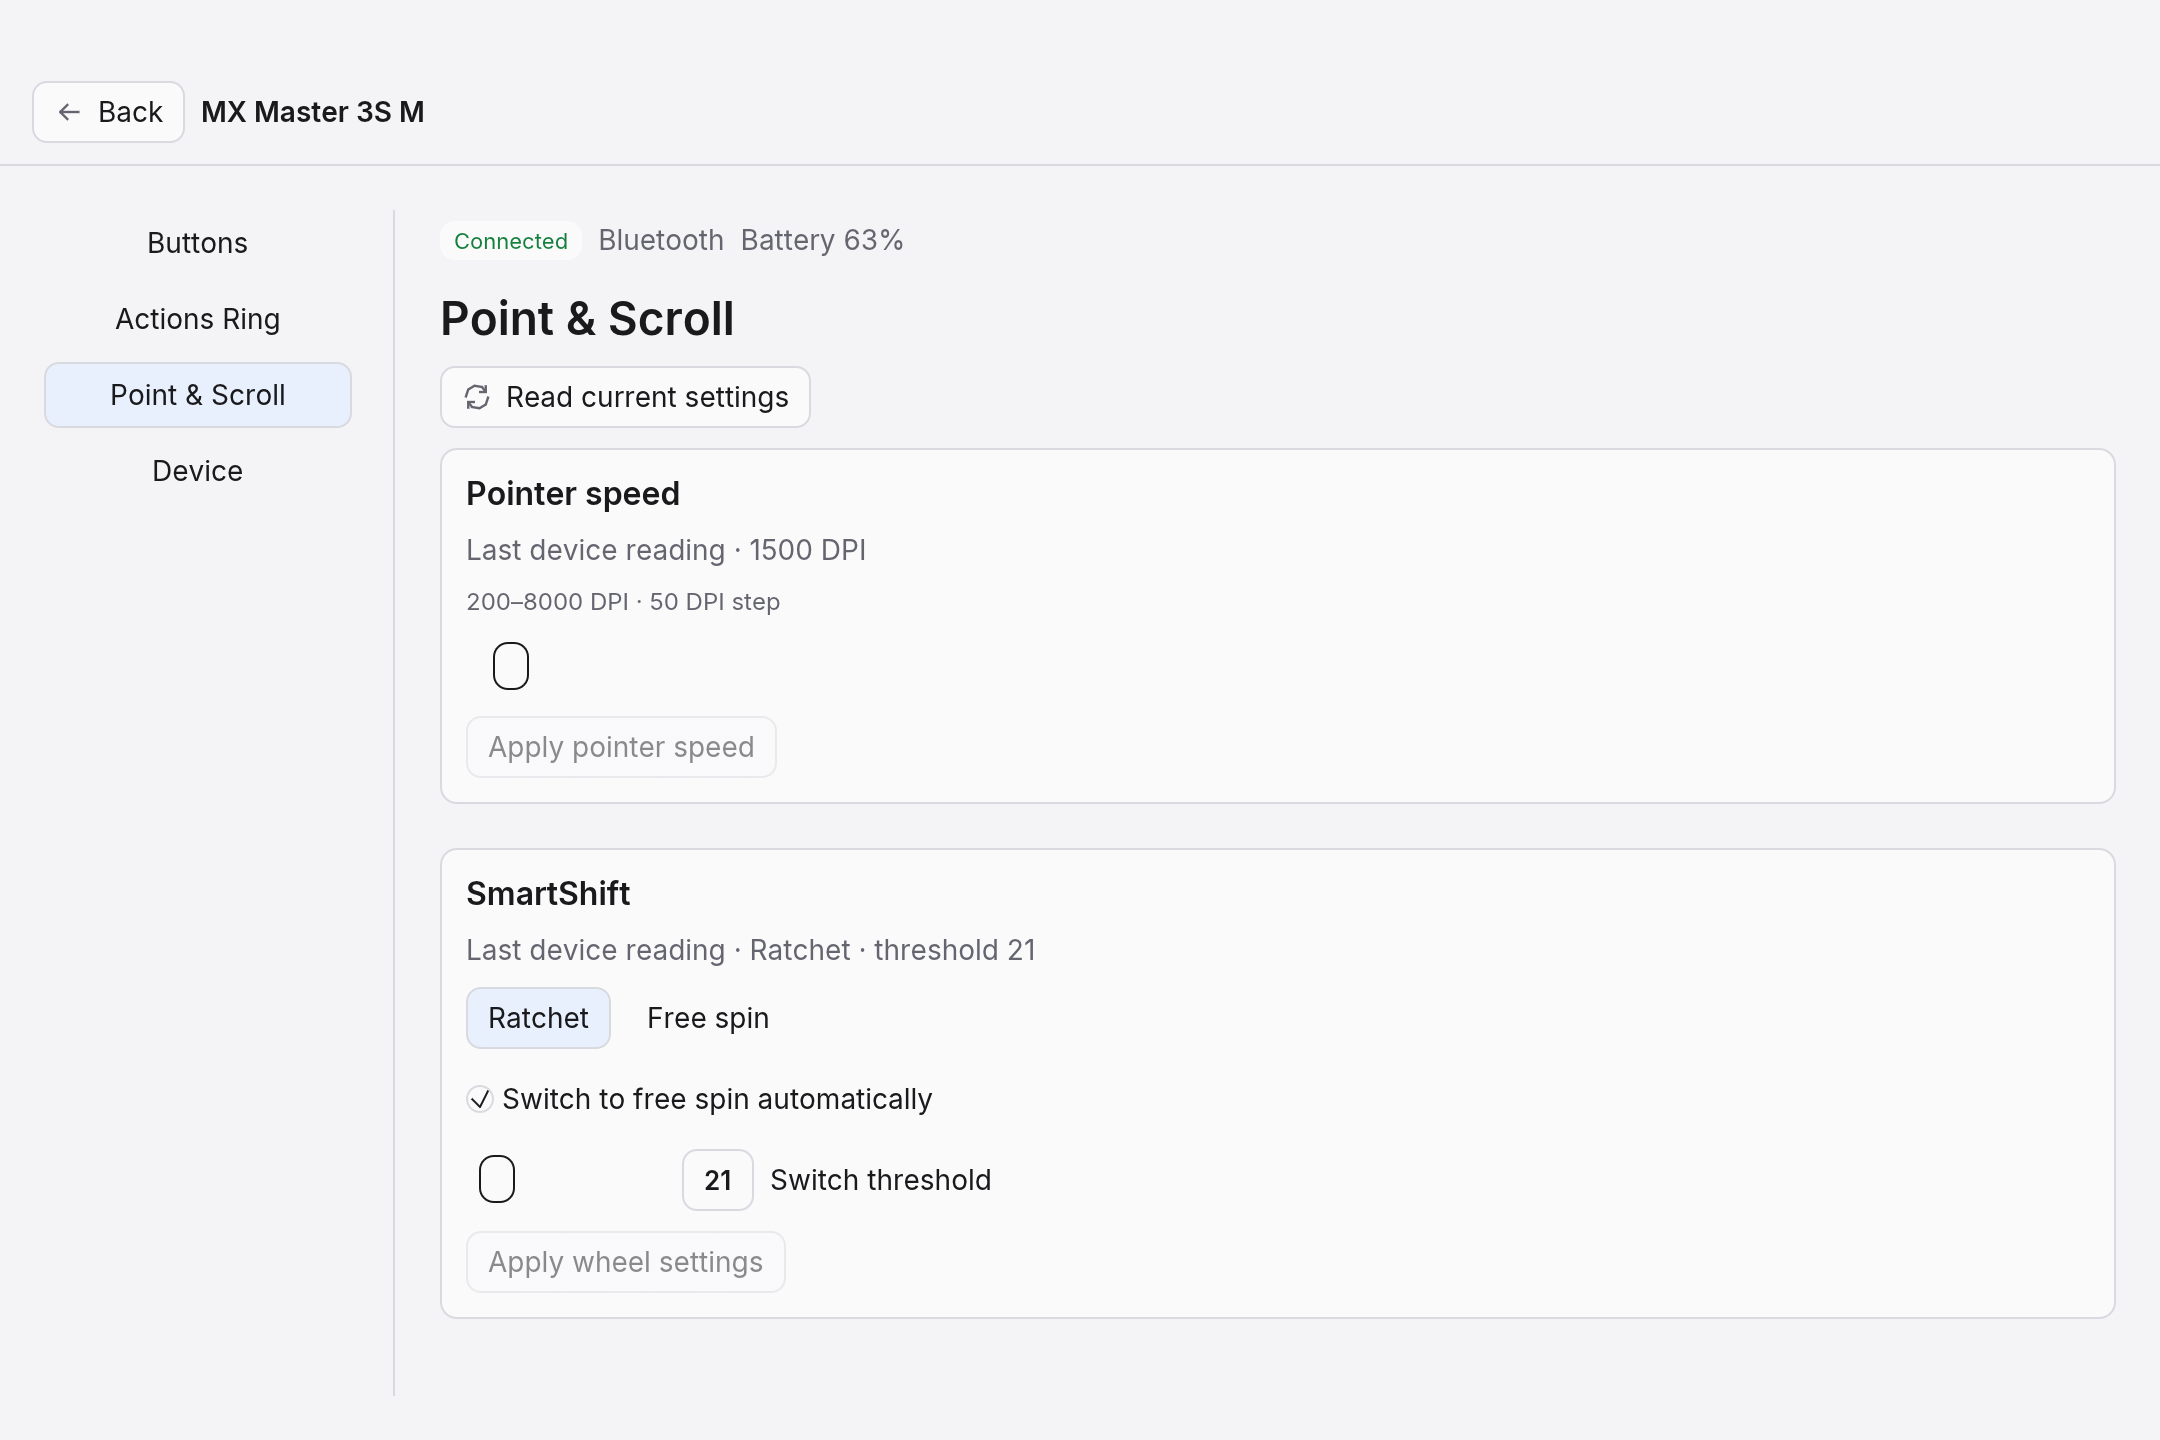 Back
MX Master 3S M
Buttons
Actions Ring
Point & Scroll
Device
Connected Bluetooth Battery 63%
Point & Scroll
Read current settings
Pointer speed
Last device reading · 1500 DPI
200–8000 DPI · 50 DPI step
Apply pointer speed
SmartShift
Last device reading · Ratchet · threshold 21
Ratchet Free spin
Switch to free spin automatically
21 Switch threshold
Apply wheel settings